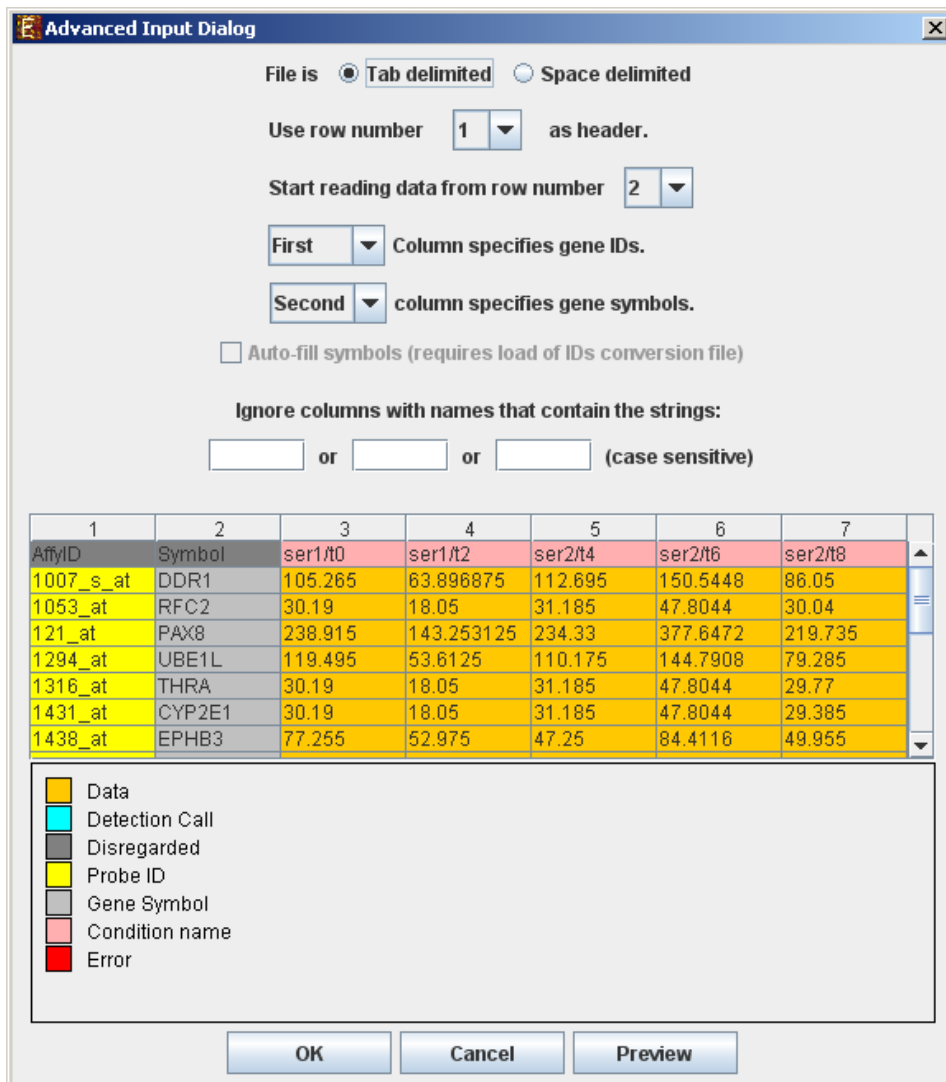 Advanced Input Dialog
File is Tab delimited Space delimited
Use row number 1 as header.
Start reading data from row number 2
First Column specifies gene IDs.
Second column specifies gene symbols.
Auto-fill symbols (requires load of IDs conversion file)
Ignore columns with names that contain the strings:
or or (case sensitive)
1 2 3 4 5 6 7
AffyID Symbol ser1/t0 ser1/t2 ser2/t4 ser2/t6 ser2/t8
1007_s_at DDR1 105.265 63.896875 112.695 150.5448 86.05
1053_at RFC2 30.19 18.05 31.185 47.8044 30.04
121_at PAX8 238.915 143.253125 234.33 377.6472 219.735
1294_at UBE1L 119.495 53.6125 110.175 144.7908 79.285
1316_at THRA 30.19 18.05 31.185 47.8044 29.77
1431_at CYP2E1 30.19 18.05 31.185 47.8044 29.385
1438_at EPHB3 77.255 52.975 47.25 84.4116 49.955
Data
Detection Call
Disregarded
Probe ID
Gene Symbol
Condition name
Error
OK Cancel Preview